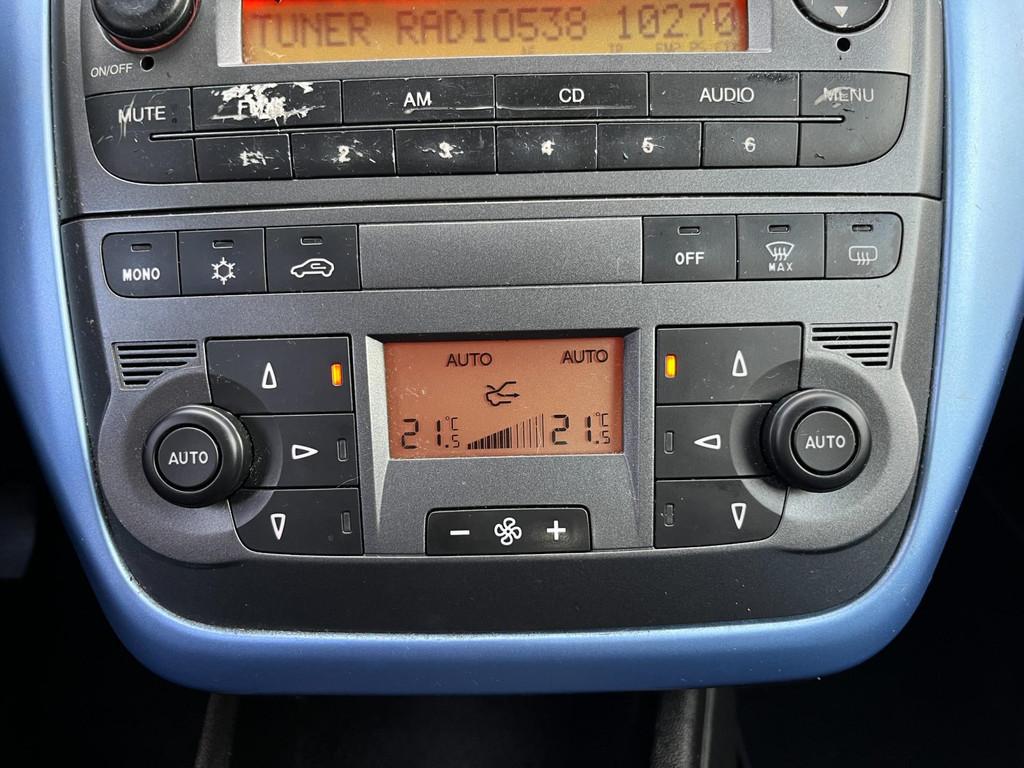 TUNER RADIO538 10270
ON/OFF
MUTE AM CD AUDIO MENU
1 2 3 4 5 6
MONO OFF MAX
AUTO AUTO
21.5°C 21.5°C
AUTO AUTO
- +